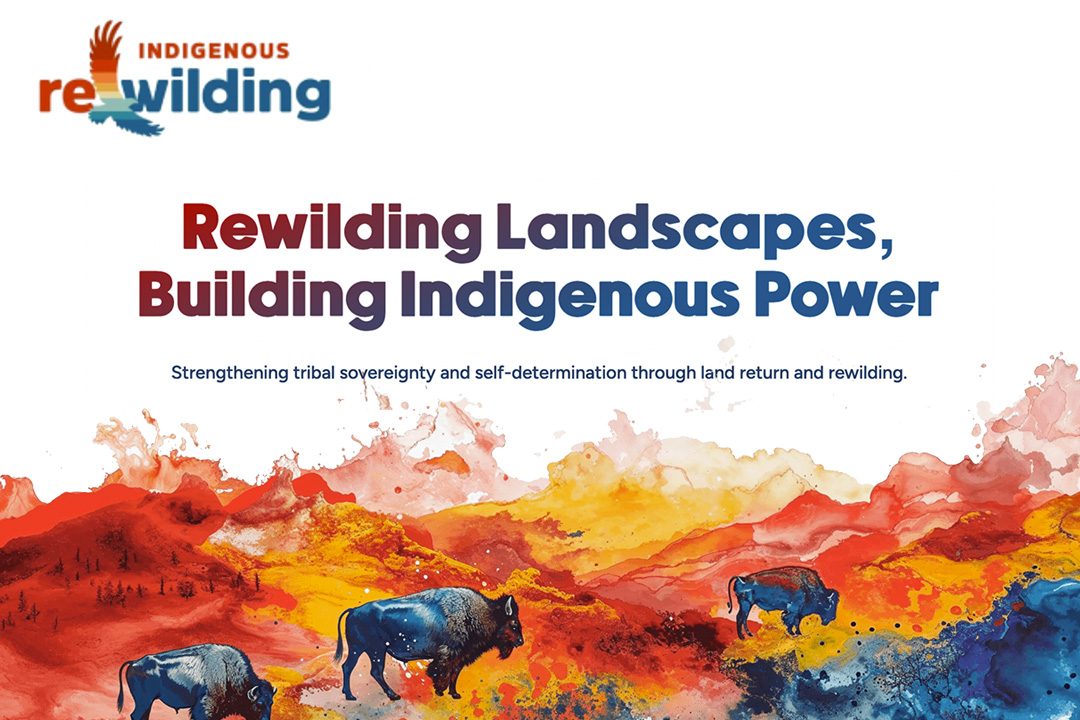 INDIGENOUS
rewilding
Rewilding Landscapes,
Building Indigenous Power
Strengthening tribal sovereignty and self-determination through land return and rewilding.